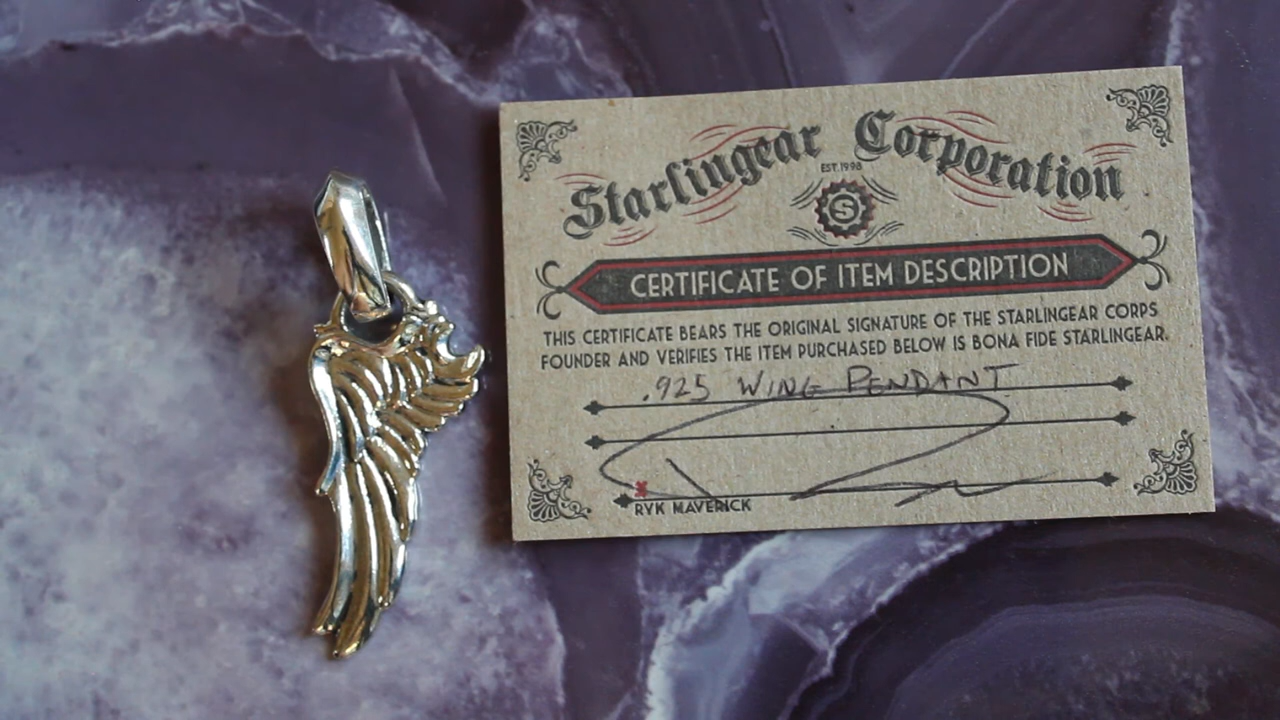 Starlingear Corporation
EST. 1998
S
CERTIFICATE OF ITEM DESCRIPTION
THIS CERTIFICATE BEARS THE ORIGINAL SIGNATURE OF THE STARLINGEAR CORPS
FOUNDER AND VERIFIES THE ITEM PURCHASED BELOW IS BONA FIDE STARLINGEAR.
.925 WING PENDANT
x
RYK MAVERICK